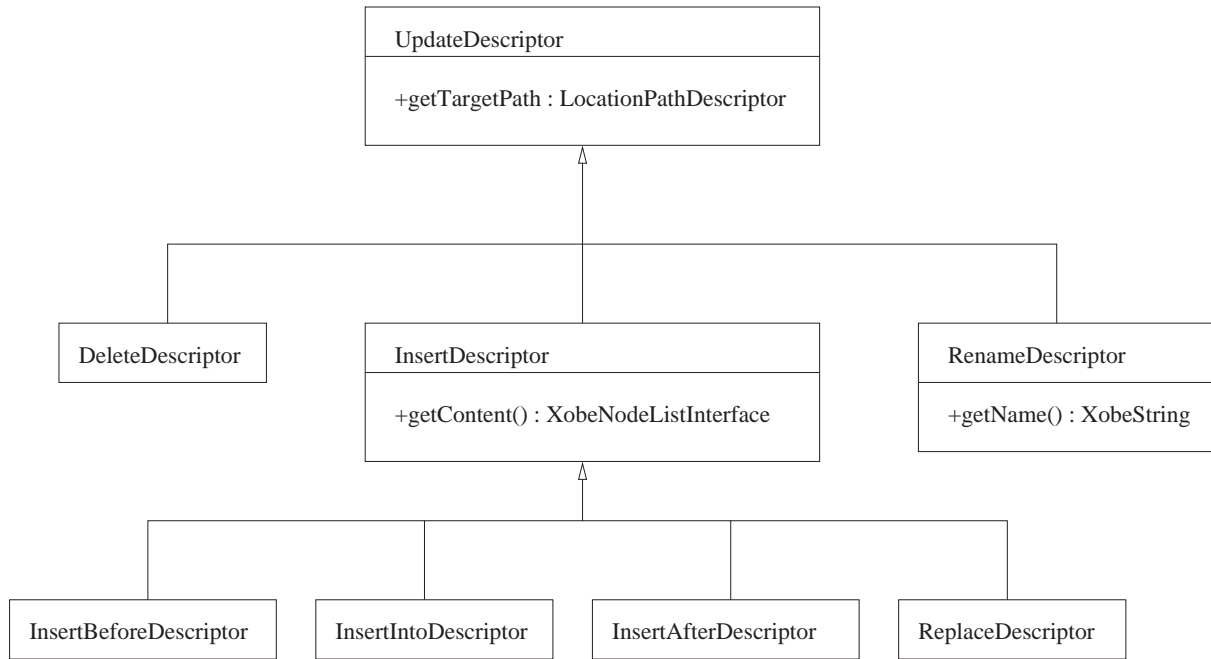 UpdateDescriptor
+getTargetPath : LocationPathDescriptor
DeleteDescriptor
InsertDescriptor
+getContent() : XobeNodeListInterface
RenameDescriptor
+getName() : XobeString
InsertBeforeDescriptor
InsertIntoDescriptor
InsertAfterDescriptor
ReplaceDescriptor